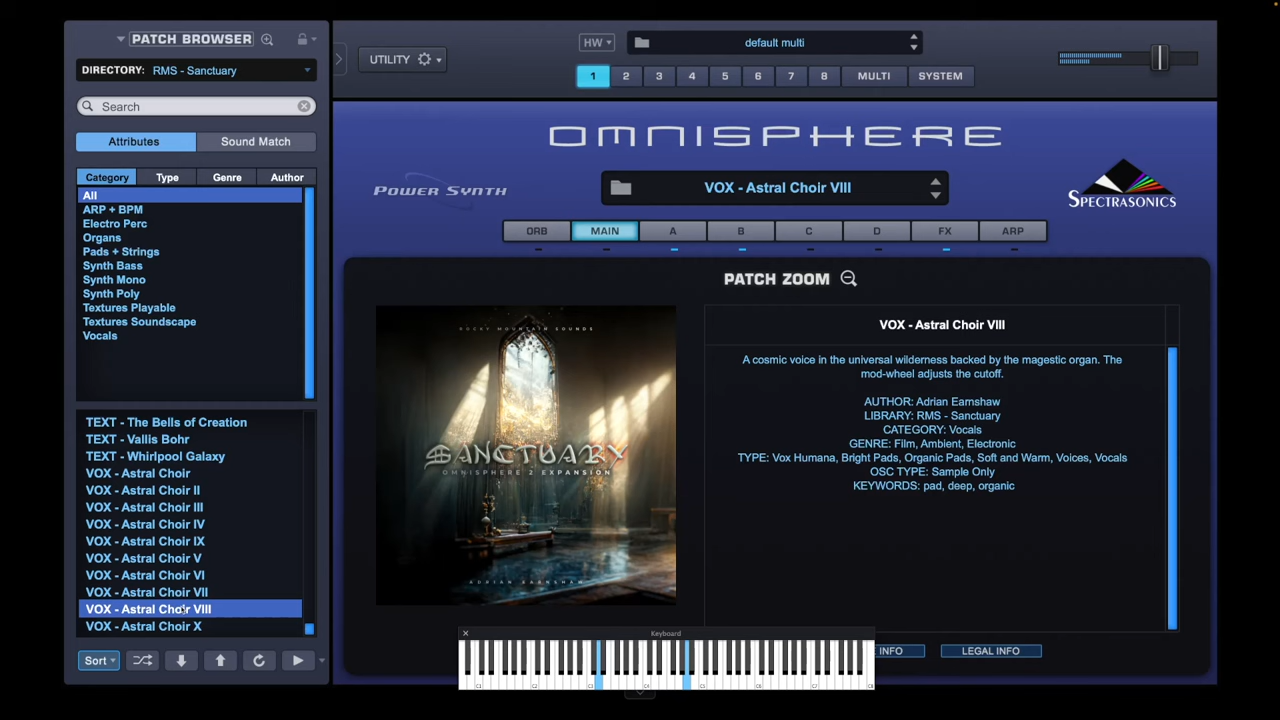 PATCH BROWSER
DIRECTORY: RMS - Sanctuary
Search
Attributes Sound Match
Category Type Genre Author
All
ARP + BPM
Electro Perc
Organs
Pads + Strings
Synth Bass
Synth Mono
Synth Poly
Textures Playable
Textures Soundscape
Vocals
TEXT - The Bells of Creation
TEXT - Vallis Bohr
TEXT - Whirlpool Galaxy
VOX - Astral Choir
VOX - Astral Choir II
VOX - Astral Choir III
VOX - Astral Choir IV
VOX - Astral Choir IX
VOX - Astral Choir V
VOX - Astral Choir VI
VOX - Astral Choir VII
VOX - Astral Choir VIII
VOX - Astral Choir X
Sort
UTILITY
HW
default multi
1 2 3 4 5 6 7 8 MULTI SYSTEM
OMNISPHERE
POWER SYNTH
VOX - Astral Choir VIII
SPECTRASONICS
ORB MAIN A B C D FX ARP
PATCH ZOOM
ROCKY MOUNTAIN SOUNDS
SANCTUARY
OMNISPHERE 2 EXPANSION
ADRIAN EARNSHAW
VOX - Astral Choir VIII
A cosmic voice in the universal wilderness backed by the magestic organ. The
mod-wheel adjusts the cutoff.
AUTHOR: Adrian Earnshaw
LIBRARY: RMS - Sanctuary
CATEGORY: Vocals
GENRE: Film, Ambient, Electronic
TYPE: Vox Humana, Bright Pads, Organic Pads, Soft and Warm, Voices, Vocals
OSC TYPE: Sample Only
KEYWORDS: pad, deep, organic
INFO LEGAL INFO
Keyboard
C1 C2 C3 C4 C5 C6 C7 C8